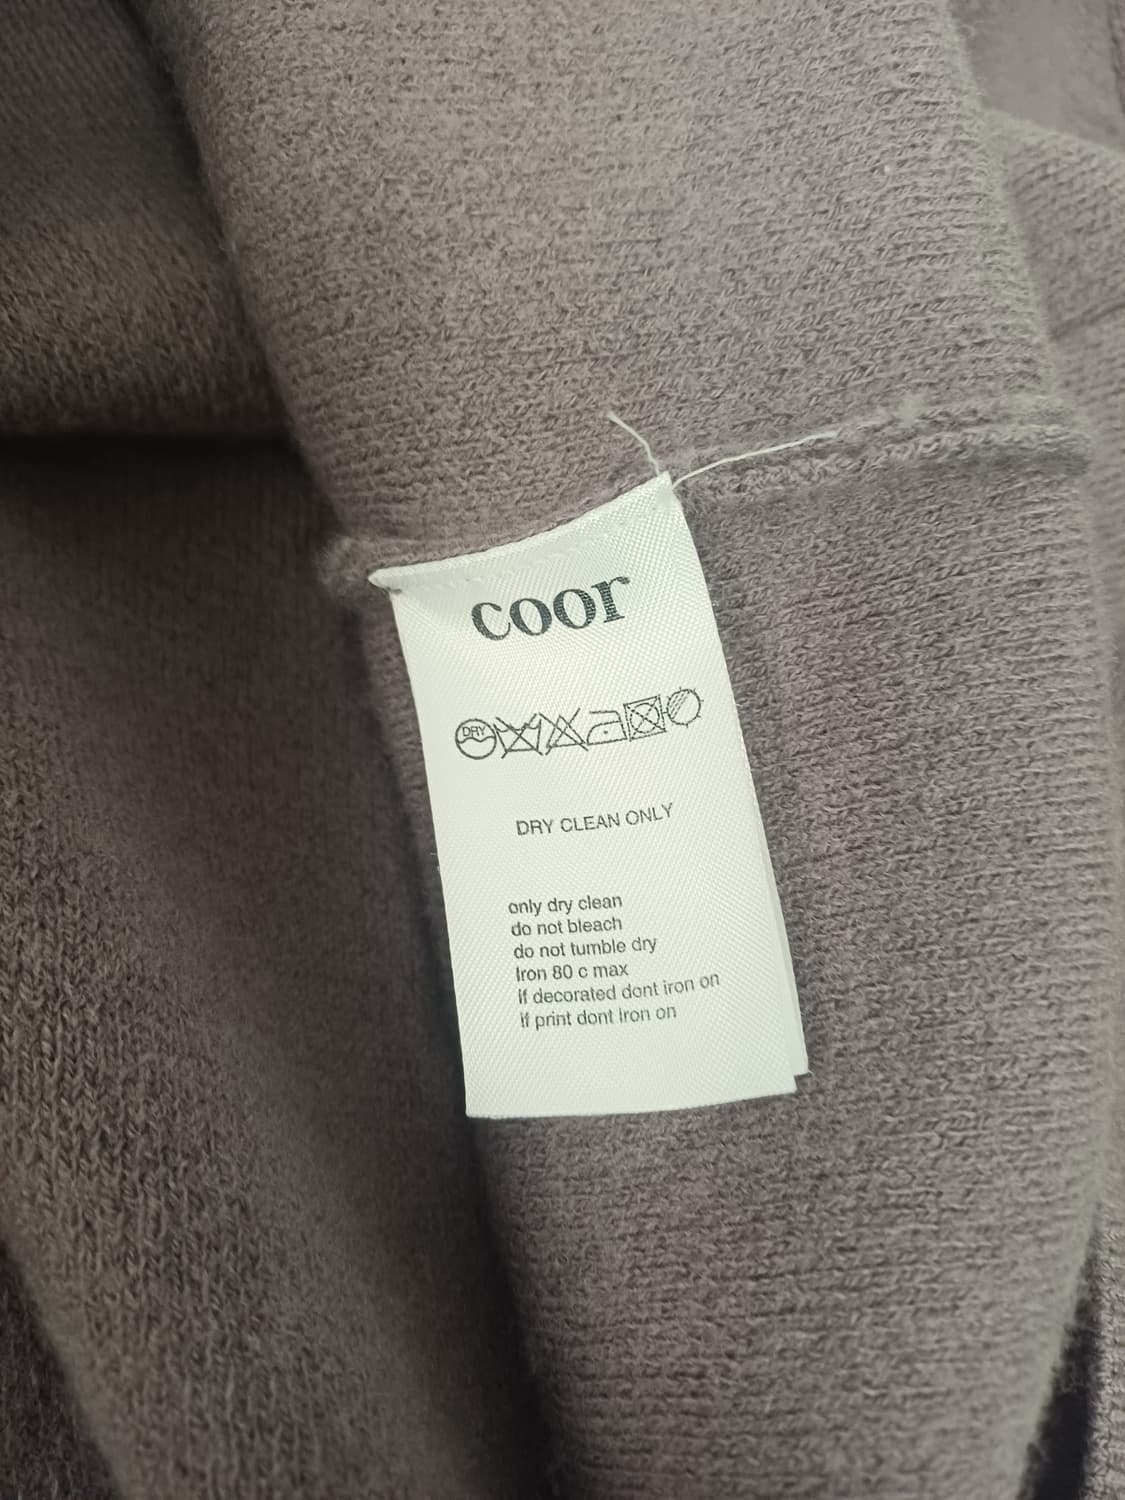 coor
DRY
DRY CLEAN ONLY
only dry clean
do not bleach
do not tumble dry
Iron 80 c max
If decorated dont iron on
If print dont iron on